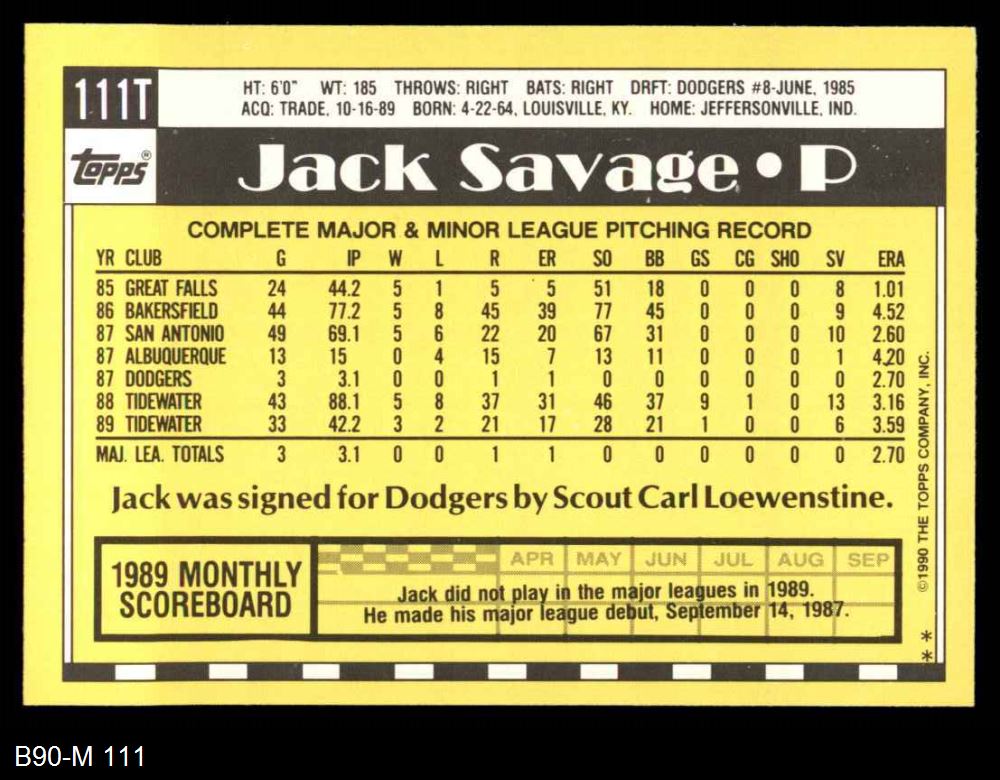 111T
HT: 6'0" WT: 185 THROWS: RIGHT BATS: RIGHT DRFT: DODGERS #8-JUNE, 1985
ACQ: TRADE, 10-16-89 BORN: 4-22-64, LOUISVILLE, KY. HOME: JEFFERSONVILLE, IND.
topps®
Jack Savage • P
COMPLETE MAJOR & MINOR LEAGUE PITCHING RECORD
YR CLUB G IP W L R ER SO BB GS CG SHO SV ERA
85 GREAT FALLS 24 44.2 5 1 5 5 51 18 0 0 0 8 1.01
86 BAKERSFIELD 44 77.2 5 8 45 39 77 45 0 0 0 9 4.52
87 SAN ANTONIO 49 69.1 5 6 22 20 67 31 0 0 0 10 2.60
87 ALBUQUERQUE 13 15 0 4 15 7 13 11 0 0 0 1 4.20
87 DODGERS 3 3.1 0 0 1 1 0 0 0 0 0 0 2.70
88 TIDEWATER 43 88.1 5 8 37 31 46 37 9 1 0 13 3.16
89 TIDEWATER 33 42.2 3 2 21 17 28 21 1 0 0 6 3.59
MAJ. LEA. TOTALS 3 3.1 0 0 1 1 0 0 0 0 0 0 2.70
Jack was signed for Dodgers by Scout Carl Loewenstine.
1989 MONTHLY
SCOREBOARD
APR MAY JUN JUL AUG SEP
Jack did not play in the major leagues in 1989.
He made his major league debut, September 14, 1987.
©1990 THE TOPPS COMPANY, INC.
* *
B90-M 111